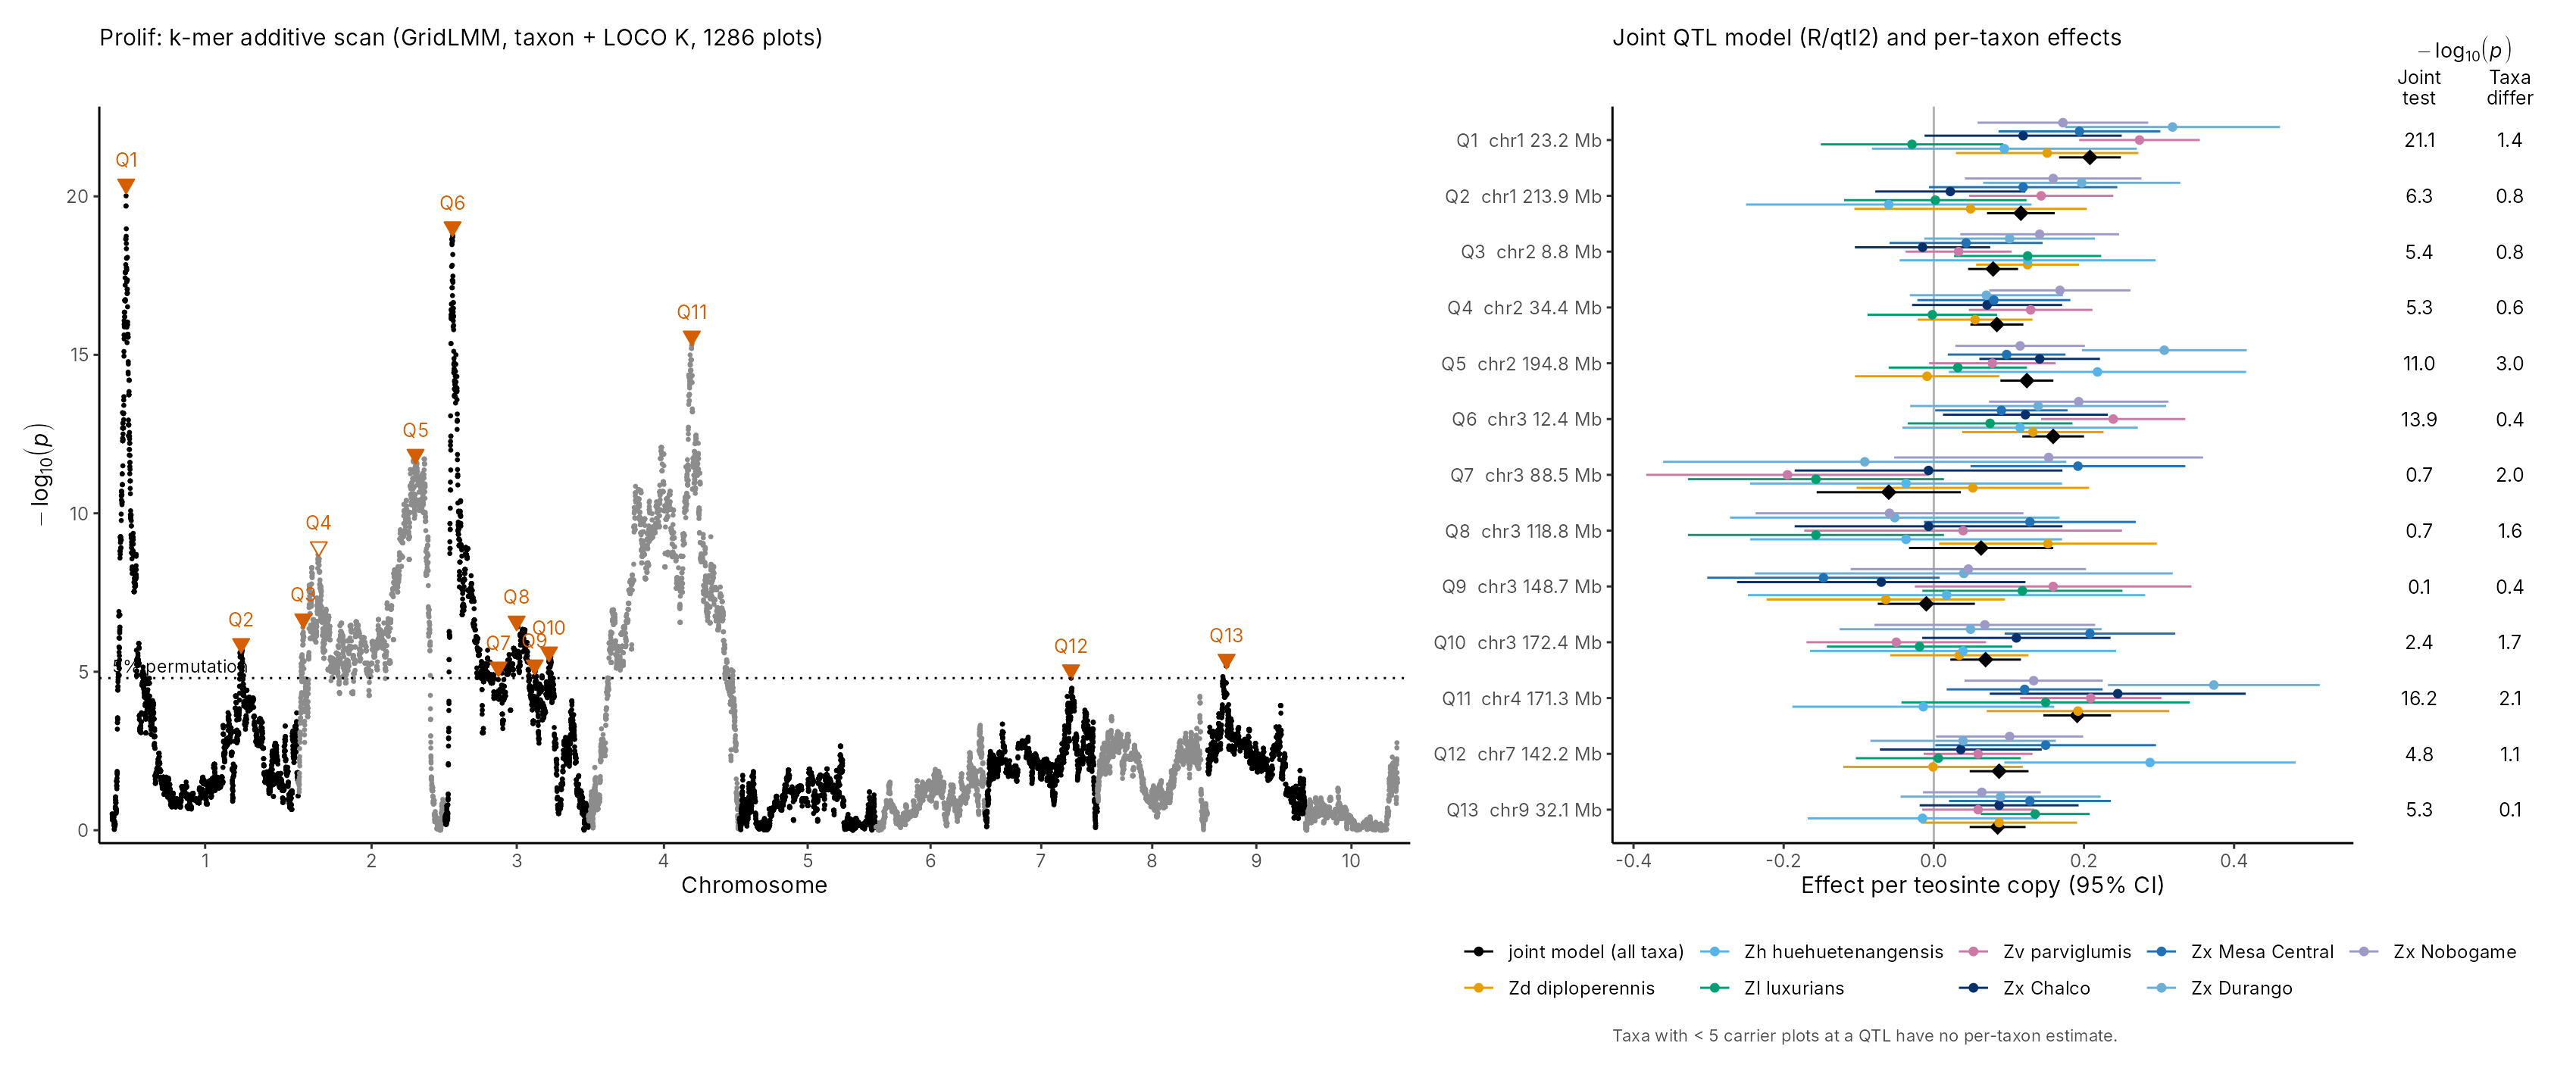 Prolif: k-mer additive scan (GridLMM, taxon + LOCO K, 1286 plots)
Q1
Q6
Q11
Q5
Q4
Q3
Q2
Q8
Q10
Q7
Q9
Q12
Q13
5% permutation
20
15
10
5
0
− log10(p)
1 2 3 4 5 6 7 8 9 10
Chromosome
Joint QTL model (R/qtl2) and per-taxon effects
− log10(p)
Joint test
Taxa differ
Q1 chr1 23.2 Mb 21.1 1.4
Q2 chr1 213.9 Mb 6.3 0.8
Q3 chr2 8.8 Mb 5.4 0.8
Q4 chr2 34.4 Mb 5.3 0.6
Q5 chr2 194.8 Mb 11.0 3.0
Q6 chr3 12.4 Mb 13.9 0.4
Q7 chr3 88.5 Mb 0.7 2.0
Q8 chr3 118.8 Mb 0.7 1.6
Q9 chr3 148.7 Mb 0.1 0.4
Q10 chr3 172.4 Mb 2.4 1.7
Q11 chr4 171.3 Mb 16.2 2.1
Q12 chr7 142.2 Mb 4.8 1.1
Q13 chr9 32.1 Mb 5.3 0.1
-0.4 -0.2 0.0 0.2 0.4
Effect per teosinte copy (95% CI)
joint model (all taxa) Zh huehuetenangensis Zv parviglumis Zx Mesa Central Zx Nobogame
Zd diploperennis Zl luxurians Zx Chalco Zx Durango
Taxa with < 5 carrier plots at a QTL have no per-taxon estimate.